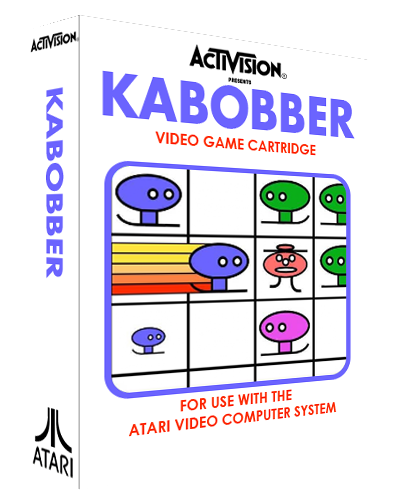 ACTIVISION®
KABOBBER
ATARI
ACTIVISION®
PRESENTS
KABOBBER
VIDEO GAME CARTRIDGE
FOR USE WITH THE
ATARI VIDEO COMPUTER SYSTEM